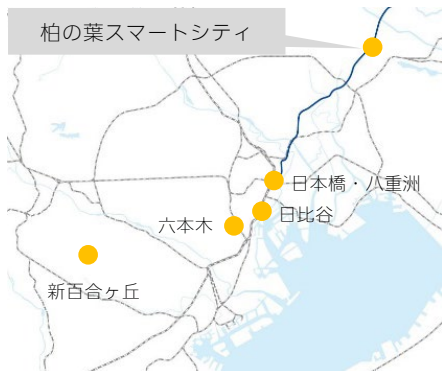 柏の葉スマートシティ
日本橋・八重洲
日比谷
六本木
新百合ヶ丘